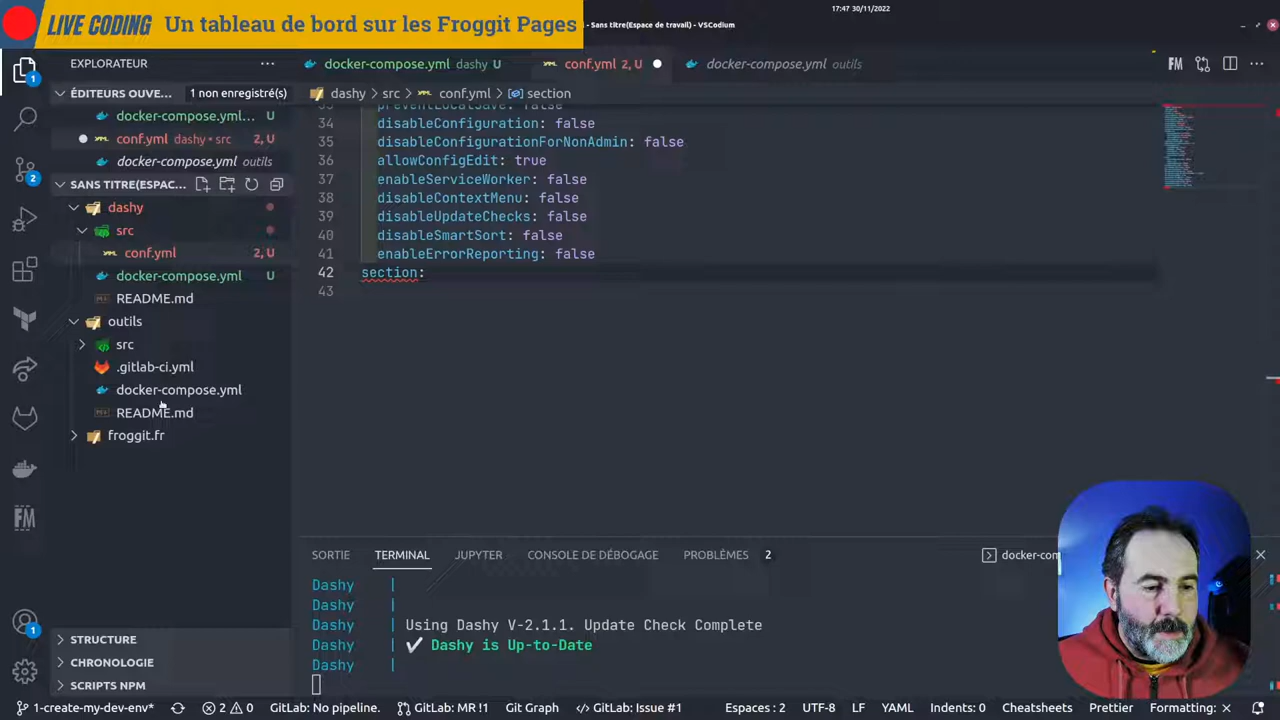 LIVE CODING Un tableau de bord sur les Froggit Pages
17:47 30/11/2022
- Sans titre(Espace de travail) - VSCodium
EXPLORATEUR
ÉDITEURS OUVE... 1 non enregistré(s)
docker-compose.yml... U
conf.yml dashy • src 2, U
docker-compose.yml outils
SANS TITRE(ESPAC...
dashy
src
conf.yml 2, U
docker-compose.yml U
README.md
outils
src
.gitlab-ci.yml
docker-compose.yml
README.md
froggit.fr
STRUCTURE
CHRONOLOGIE
SCRIPTS NPM
1
2
FM
1
docker-compose.yml dashy U
conf.yml 2, U
docker-compose.yml outils
FM
dashy > src > conf.yml > section
preventLocalSave: false
34 disableConfiguration: false
35 disableConfigurationForNonAdmin: false
36 allowConfigEdit: true
37 enableServiceWorker: false
38 disableContextMenu: false
39 disableUpdateChecks: false
40 disableSmartSort: false
41 enableErrorReporting: false
42 section:
43
SORTIE TERMINAL JUPYTER CONSOLE DE DÉBOGAGE PROBLÈMES 2 docker-com
Dashy |
Dashy |
Dashy | Using Dashy V-2.1.1. Update Check Complete
Dashy | ✔ Dashy is Up-to-Date
Dashy |
1-create-my-dev-env* 2 0 GitLab: No pipeline. GitLab: MR !1 Git Graph GitLab: Issue #1 Espaces : 2 UTF-8 LF YAML Indents: 0 Cheatsheets Prettier Formatting: ×